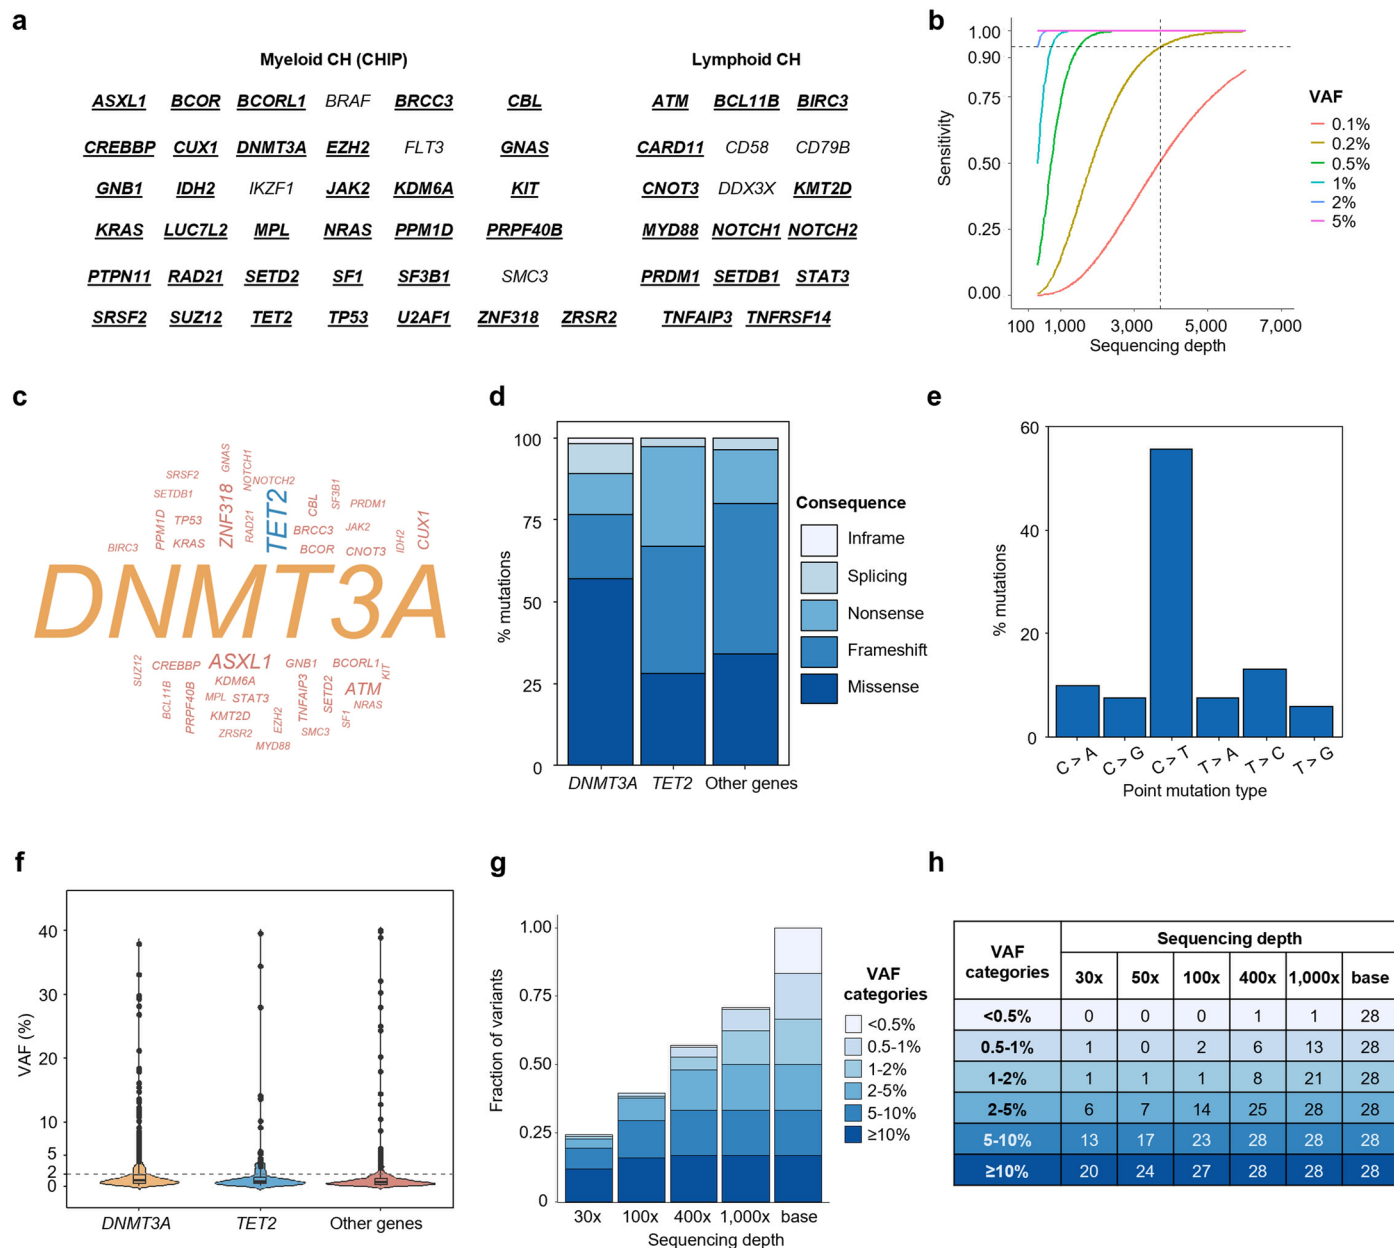 a
Myeloid CH (CHIP)
Lymphoid CH
ASXL1 BCOR BCORL1 BRAF BRCC3 CBL
CREBBP CUX1 DNMT3A EZH2 FLT3 GNAS
GNB1 IDH2 IKZF1 JAK2 KDM6A KIT
KRAS LUC7L2 MPL NRAS PPM1D PRPF40B
PTPN11 RAD21 SETD2 SF1 SF3B1 SMC3
SRSF2 SUZ12 TET2 TP53 U2AF1 ZNF318 ZRSR2
ATM BCL11B BIRC3
CARD11 CD58 CD79B
CNOT3 DDX3X KMT2D
MYD88 NOTCH1 NOTCH2
PRDM1 SETDB1 STAT3
TNFAIP3 TNFRSF14
b
1.00
0.90
0.75
0.50
0.25
0.00
Sensitivity
100 1,000 3,000 5,000 7,000
Sequencing depth
VAF
0.1%
0.2%
0.5%
1%
2%
5%
c
SRSF2
GNAS
NOTCH1
NOTCH2
SETDB1
ZNF318
TET2
CBL
SF3B1
PRDM1
PPM1D
TP53
RAD21
BRCC3
JAK2
CUX1
BIRC3
KRAS
BCOR
CNOT3
IDH2
DNMT3A
SUZ12
CREBBP
ASXL1
GNB1
BCORL1
KIT
BCL11B
PRPF40B
KDM6A
MPL
STAT3
TNFAIP3
SETD2
ATM
NRAS
KMT2D
EZH2
SF1
ZRSR2
SMC3
MYD88
d
100
75
50
25
0
% mutations
DNMT3A TET2 Other genes
Consequence
Inframe
Splicing
Nonsense
Frameshift
Missense
e
60
40
20
0
% mutations
C > A C > G C > T T > A T > C T > G
Point mutation type
f
40
30
20
10
5
2
0
VAF (%)
DNMT3A TET2 Other genes
g
1.00
0.75
0.50
0.25
0
Fraction of variants
30x 100x 400x 1,000x base
Sequencing depth
VAF
categories
<0.5%
0.5-1%
1-2%
2-5%
5-10%
≥10%
h
VAF
categories
Sequencing depth
30x 50x 100x 400x 1,000x base
<0.5% 0 0 0 1 1 28
0.5-1% 1 0 2 6 13 28
1-2% 1 1 1 8 21 28
2-5% 6 7 14 25 28 28
5-10% 13 17 23 28 28 28
≥10% 20 24 27 28 28 28